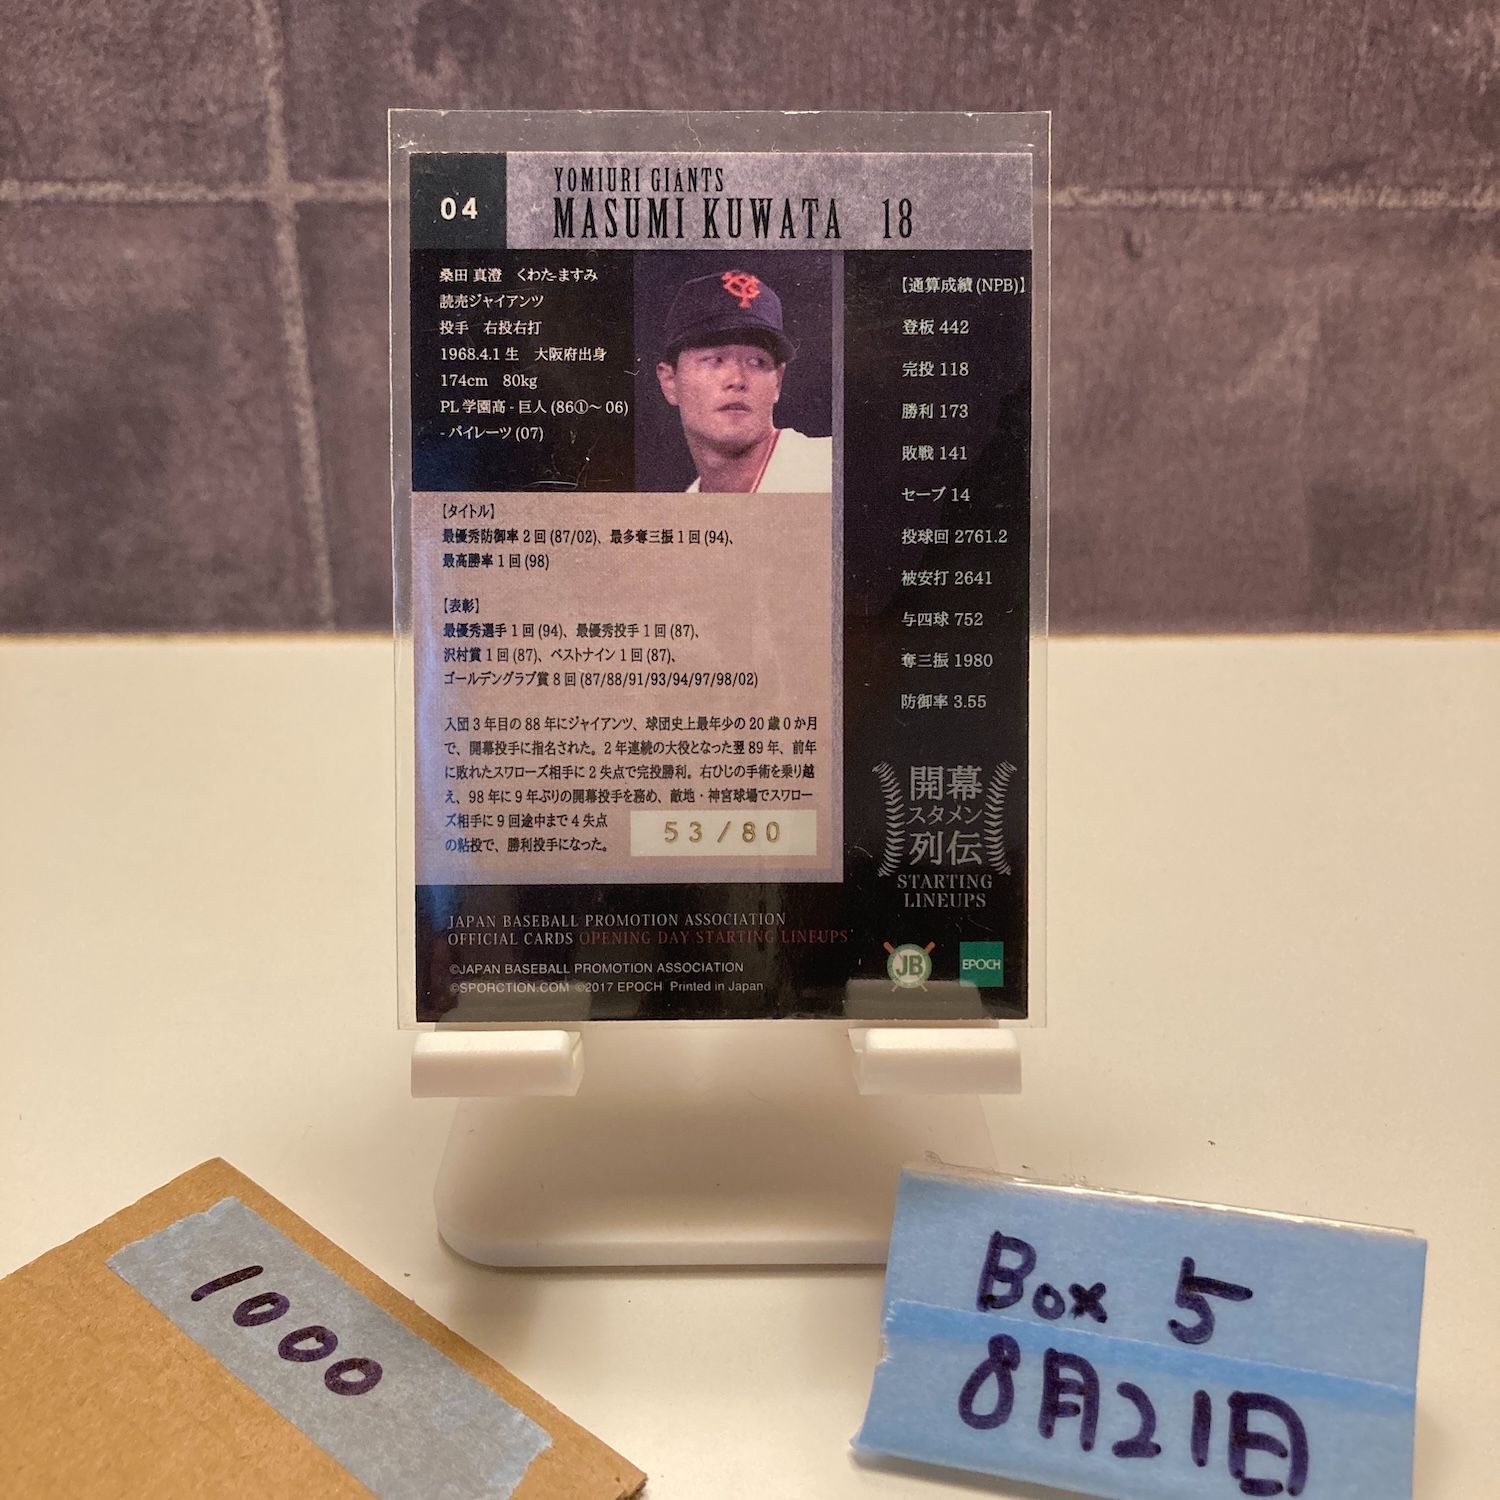 04
YOMIURI GIANTS
MASUMI KUWATA 18
桑田 真澄 くわた ますみ
読売ジャイアンツ
投手 右投右打
1968.4.1 生 大阪府出身
174cm 80kg
PL 学園高 - 巨人 (86①～ 06)
- パイレーツ (07)
【通算成績 (NPB)】
登板 442
完投 118
勝利 173
敗戦 141
セーブ 14
投球回 2761.2
被安打 2641
与四球 752
奪三振 1980
防御率 3.55
【タイトル】
最優秀防御率 2 回 (87/02)、最多奪三振 1 回 (94)、
最高勝率 1 回 (98)
【表彰】
最優秀選手 1 回 (94)、最優秀投手 1 回 (87)、
沢村賞 1 回 (87)、ベストナイン 1 回 (87)、
ゴールデングラブ賞 8 回 (87/88/91/93/94/97/98/02)
入団 3 年目の 88 年にジャイアンツ、球団史上最年少の 20 歳 0 か月
で、開幕投手に指名された。2 年連続の大役となった翌 89 年、前年
に敗れたスワローズ相手に 2 失点で完投勝利。右ひじの手術を乗り越
え、98 年に 9 年ぶりの開幕投手を務め、敵地・神宮球場でスワロー
ズ相手に 9 回途中まで 4 失点
の粘投で、勝利投手になった。
53/80
開幕
スタメン
列伝
STARTING
LINEUPS
JAPAN BASEBALL PROMOTION ASSOCIATION
OFFICIAL CARDS OPENING DAY STARTING LINEUPS
©JAPAN BASEBALL PROMOTION ASSOCIATION
©SPORCTION.COM ©2017 EPOCH Printed in Japan
JB
EPOCH
1000
Box 5
8月21日